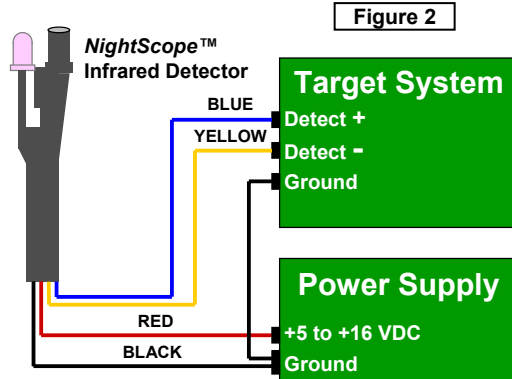 Figure 2
NightScope™
Infrared Detector
Target System
BLUE
Detect +
YELLOW
Detect -
Ground
Power Supply
RED
+5 to +16 VDC
BLACK
Ground